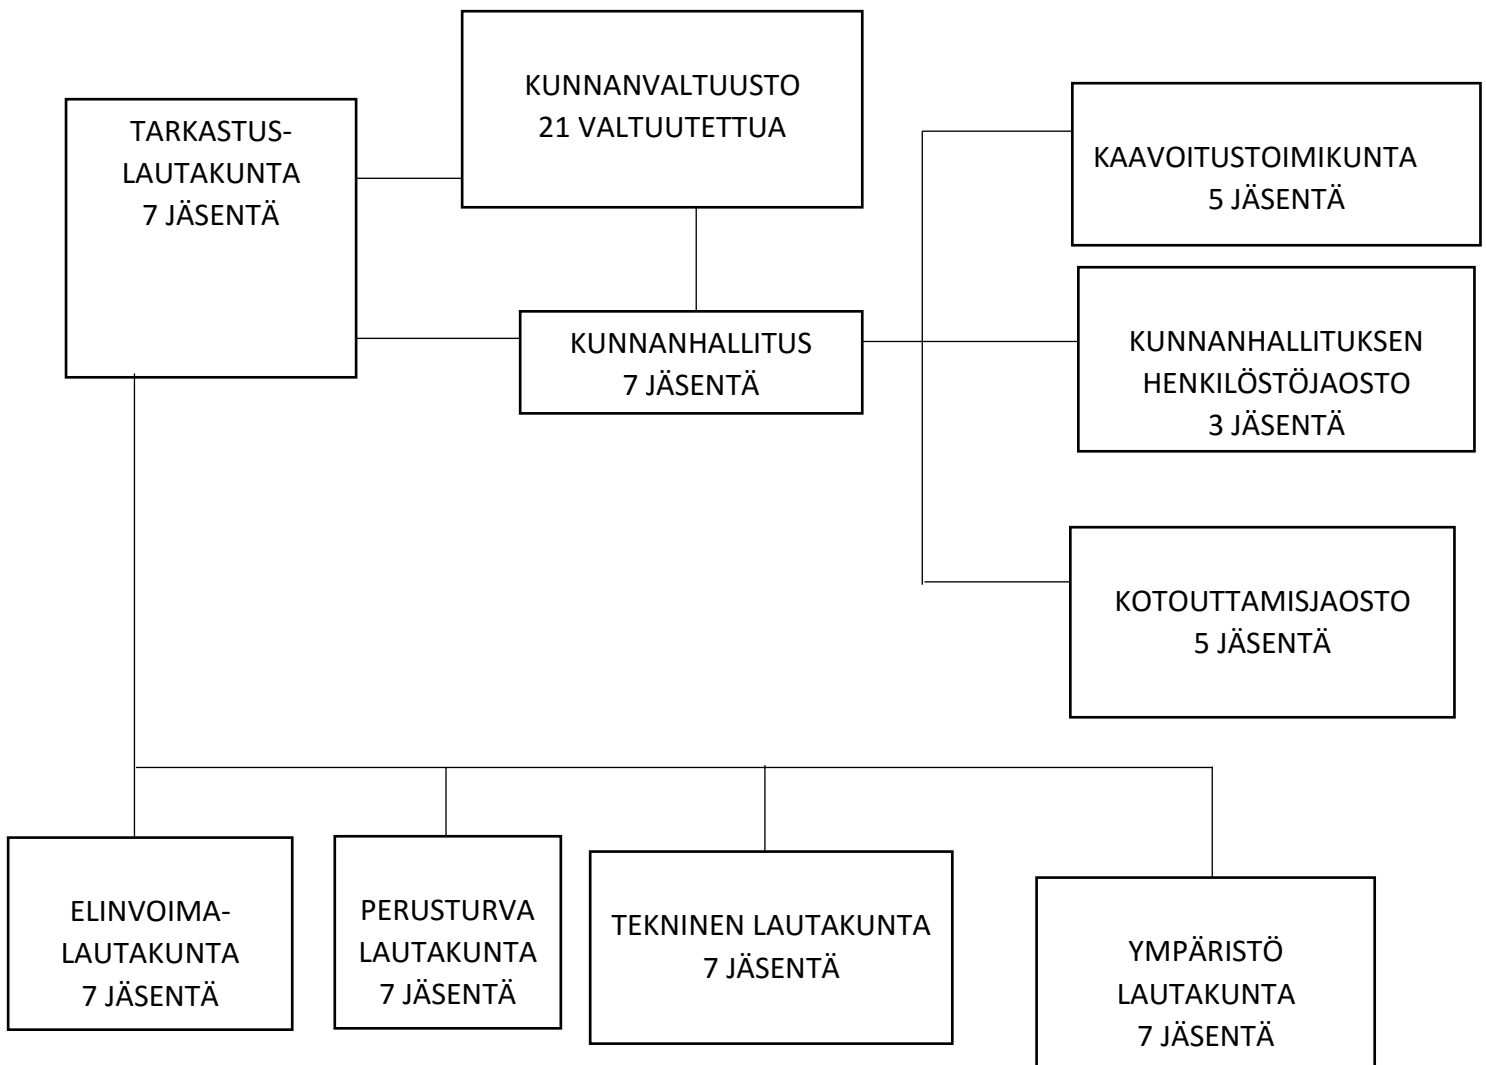 KUNNANVALTUUSTO
21 VALTUUTETTUA
TARKASTUS-
LAUTAKUNTA
7 JÄSENTÄ
KAAVOITUSTOIMIKUNTA
5 JÄSENTÄ
KUNNANHALLITUS
7 JÄSENTÄ
KUNNANHALLITUKSEN
HENKILÖSTÖJAOSTO
3 JÄSENTÄ
KOTOUTTAMISJAOSTO
5 JÄSENTÄ
ELINVOIMA-
LAUTAKUNTA
7 JÄSENTÄ
PERUSTURVA
LAUTAKUNTA
7 JÄSENTÄ
TEKNINEN LAUTAKUNTA
7 JÄSENTÄ
YMPÄRISTÖ
LAUTAKUNTA
7 JÄSENTÄ